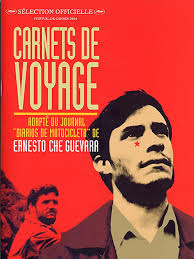 SÉLECTION OFFICIELLE
FESTIVAL DE CANNES 2004
CARNETS DE
VOYAGE
ADAPTÉ DU JOURNAL
"DIARIOS DE MOTOCICLETA" DE
ERNESTO CHE GUEVARA